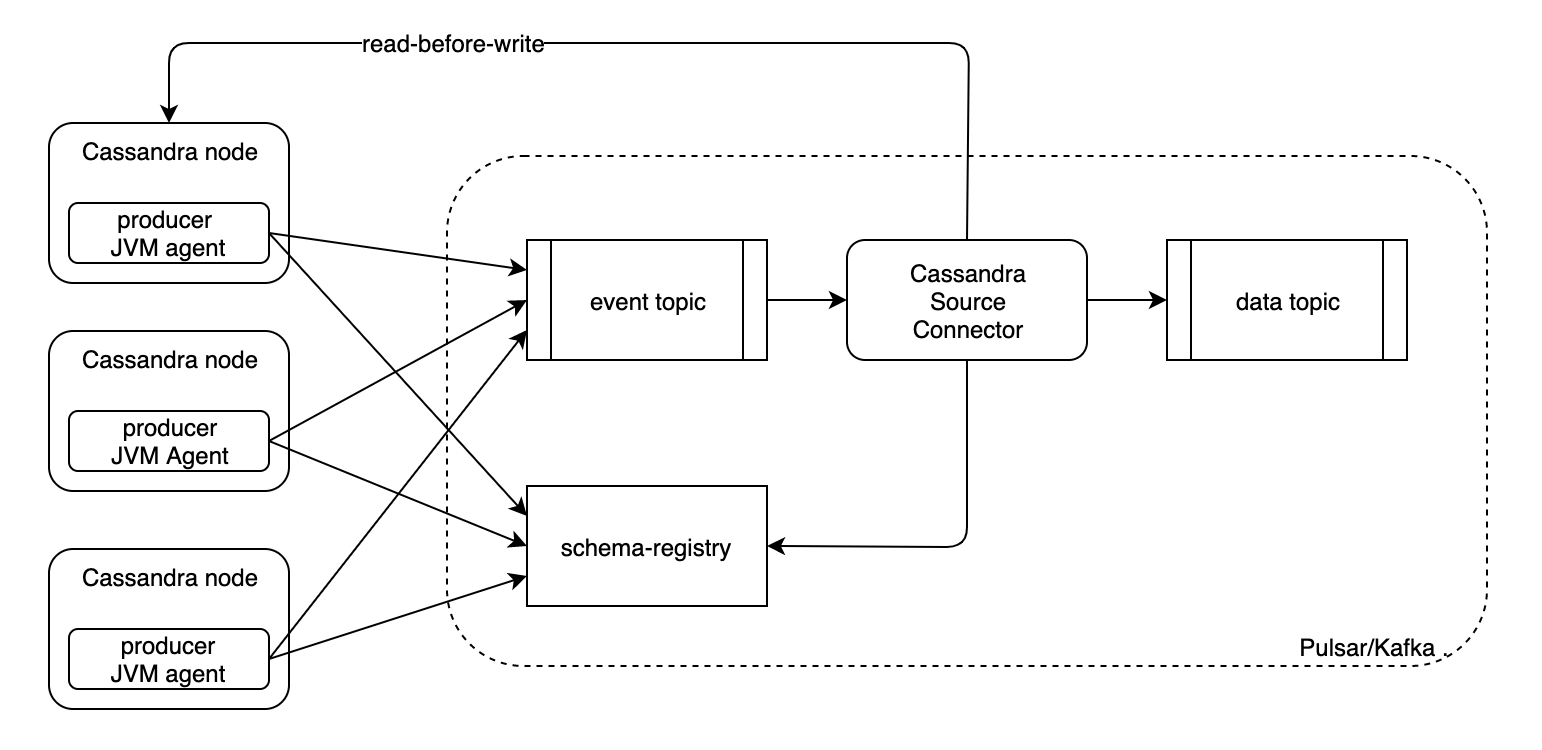 read-before-write
Cassandra node
producer
JVM agent
Cassandra node
producer
JVM Agent
Cassandra node
producer
JVM agent
event topic
Cassandra
Source
Connector
data topic
schema-registry
Pulsar/Kafka .